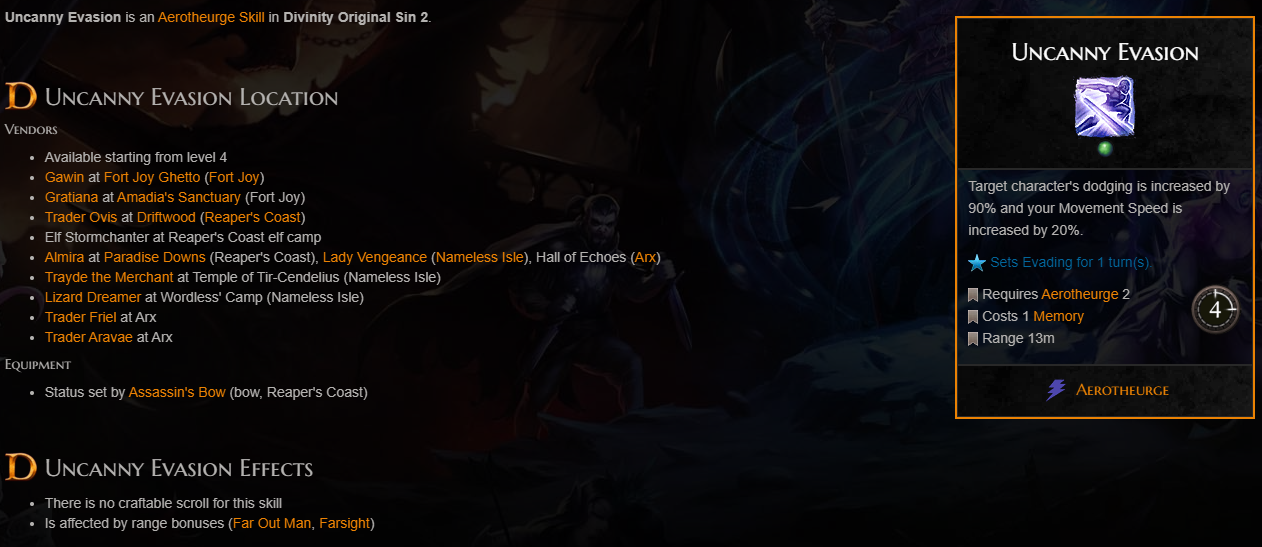 Uncanny Evasion is an Aerotheurge Skill in Divinity Original Sin 2.
Uncanny Evasion Location
Vendors
Available starting from level 4
Gawin at Fort Joy Ghetto (Fort Joy)
Gratiana at Amadia's Sanctuary (Fort Joy)
Trader Ovis at Driftwood (Reaper's Coast)
Elf Stormchanter at Reaper's Coast elf camp
Almira at Paradise Downs (Reaper's Coast), Lady Vengeance (Nameless Isle), Hall of Echoes (Arx)
Trayde the Merchant at Temple of Tir-Cendelius (Nameless Isle)
Lizard Dreamer at Wordless' Camp (Nameless Isle)
Trader Friel at Arx
Trader Aravae at Arx
Equipment
Status set by Assassin's Bow (bow, Reaper's Coast)
Uncanny Evasion Effects
There is no craftable scroll for this skill
Is affected by range bonuses (Far Out Man, Farsight)
Uncanny Evasion
Target character's dodging is increased by
90% and your Movement Speed is
increased by 20%.
Sets Evading for 1 turn(s).
Requires Aerotheurge 2
Costs 1 Memory
Range 13m
4
Aerotheurge